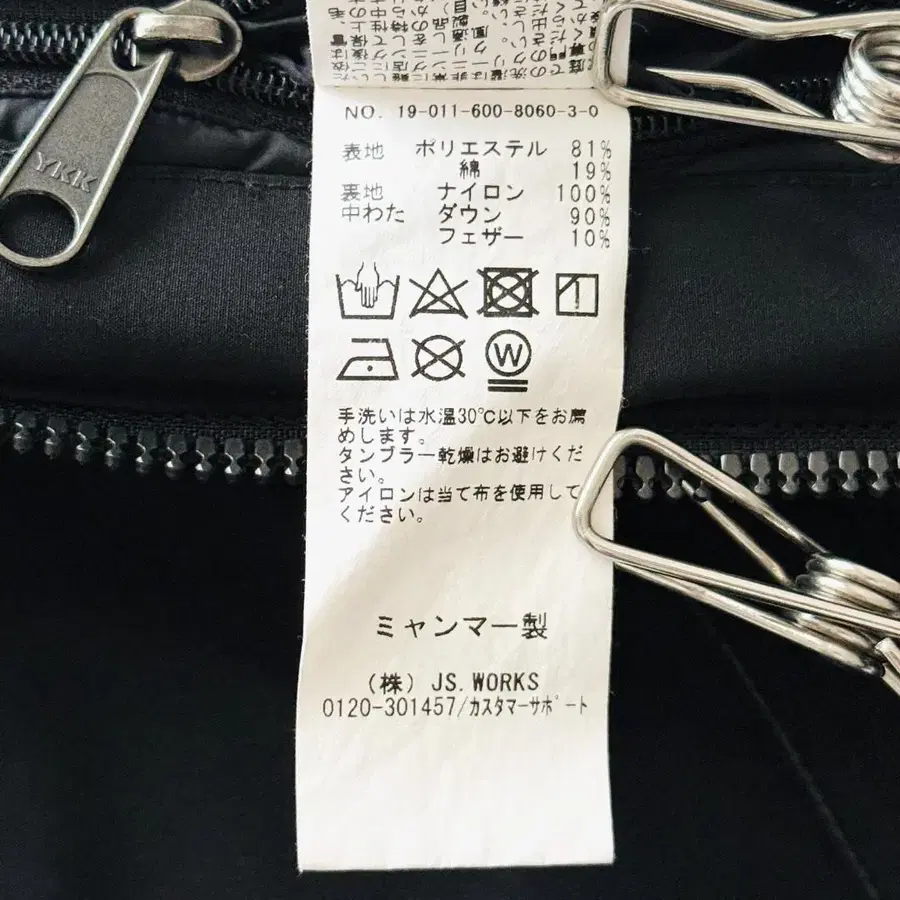 YKK
NO. 19-011-600-8060-3-0
表地 ポリエステル 81%
綿 19%
裏地 ナイロン 100%
中わた ダウン 90%
フェザー 10%
W
手洗いは水温30℃以下をお薦
めします。
タンブラー乾燥はお避けくだ
さい。
アイロンは当て布を使用して
ください。
ミャンマー製
(株) JS.WORKS
0120-301457/カスタマーサポート